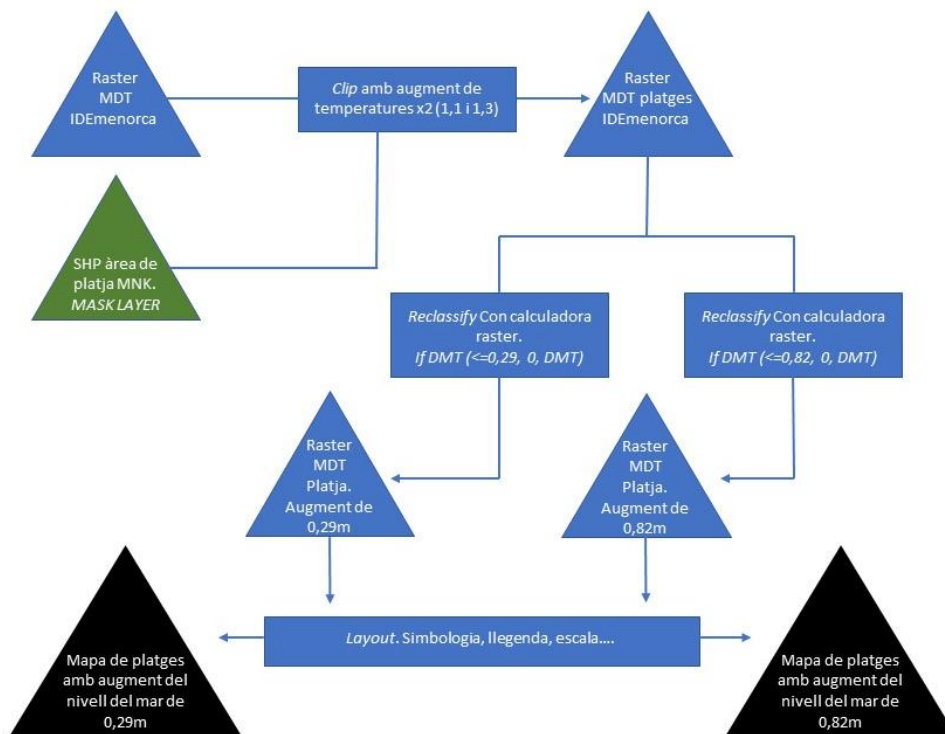 Raster
MDT
IDEmenorca
Clip amb augment de
temperatures x2 (1,1 i 1,3)
Raster
MDT platges
IDEmenorca
SHP àrea de
platja MNK.
MASK LAYER
Reclassify Con calculadora
raster.
If DMT (<=0,29, 0, DMT)
Reclassify Con calculadora
raster.
If DMT (<=0,82, 0, DMT)
Raster
MDT
Platja.
Augment de
0,29m
Raster
MDT
Platja.
Augment de
0,82m
Layout. Simbologia, llegenda, escala....
Mapa de platges
amb augment del
nivell del mar de
0,29m
Mapa de platges
amb augment del
nivell del mar de
0,82m